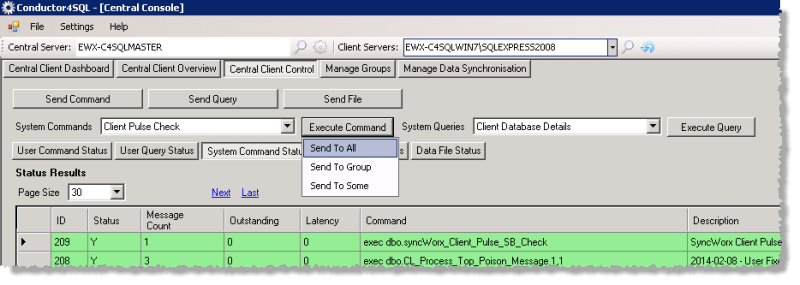 Conductor4SQL - [Central Console]
File Settings Help
Central Server: EWX-C4SQLMASTER Client Servers: EWX-C4SQLWIN7\SQLEXPRESS2008
Central Client Dashboard Central Client Overview Central Client Control Manage Groups Manage Data Synchronisation
Send Command Send Query Send File
System Commands Client Pulse Check Execute Command System Queries Client Database Details Execute Query
User Command Status User Query Status System Command Statu s Data File Status
Send To All
Send To Group
Send To Some
Status Results
Page Size 30 Next Last
ID Status Message Count Outstanding Latency Command Description
209 Y 1 0 0 exec dbo.syncWorx_Client_Pulse_SB_Check SyncWorx Client Pulse
208 Y 3 0 0 exec dbo.CL_Process_Top_Poison_Message 1,1 2014-02-08 - User Fix